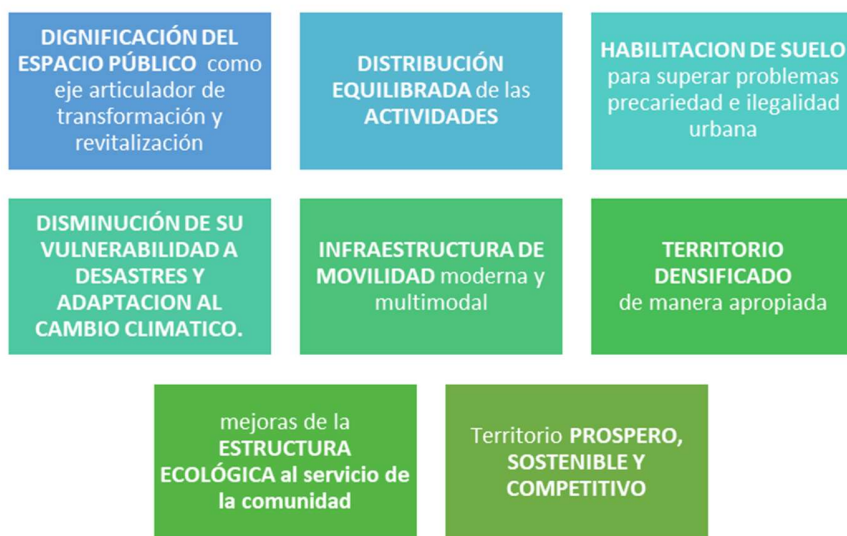 DIGNIFICACIÓN DEL
ESPACIO PÚBLICO como
eje articulador de
transformación y
revitalización
DISTRIBUCIÓN
EQUILIBRADA de las
ACTIVIDADES
HABILITACION DE SUELO
para superar problemas
precariedad e ilegalidad
urbana
DISMINUCIÓN DE SU
VULNERABILIDAD A
DESASTRES Y
ADAPTACION AL
CAMBIO CLIMATICO.
INFRAESTRUCTURA DE
MOVILIDAD moderna y
multimodal
TERRITORIO
DENSIFICADO
de manera apropiada
mejoras de la
ESTRUCTURA
ECOLÓGICA al servicio de
la comunidad
Territorio PROSPERO,
SOSTENIBLE Y
COMPETITIVO